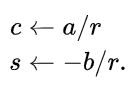 c ← a/r
s ← −b/r.